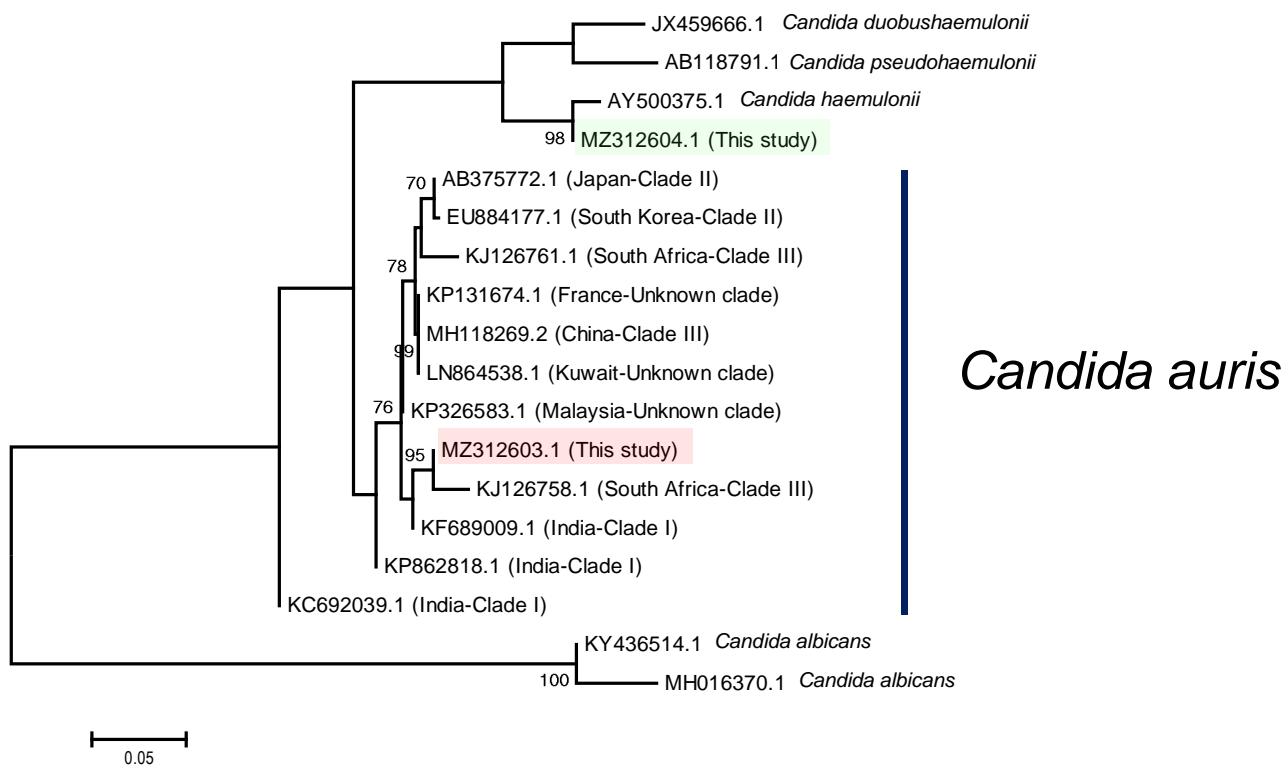 JX459666.1 Candida duobushaemulonii
AB118791.1 Candida pseudohaemulonii
AY500375.1 Candida haemulonii
98 MZ312604.1 (This study)
70 AB375772.1 (Japan-Clade II)
EU884177.1 (South Korea-Clade II)
KJ126761.1 (South Africa-Clade III)
78
KP131674.1 (France-Unknown clade)
MH118269.2 (China-Clade III)
99
LN864538.1 (Kuwait-Unknown clade)
Candida auris
76 KP326583.1 (Malaysia-Unknown clade)
95 MZ312603.1 (This study)
KJ126758.1 (South Africa-Clade III)
KF689009.1 (India-Clade I)
KP862818.1 (India-Clade I)
KC692039.1 (India-Clade I)
KY436514.1 Candida albicans
100 MH016370.1 Candida albicans
0.05